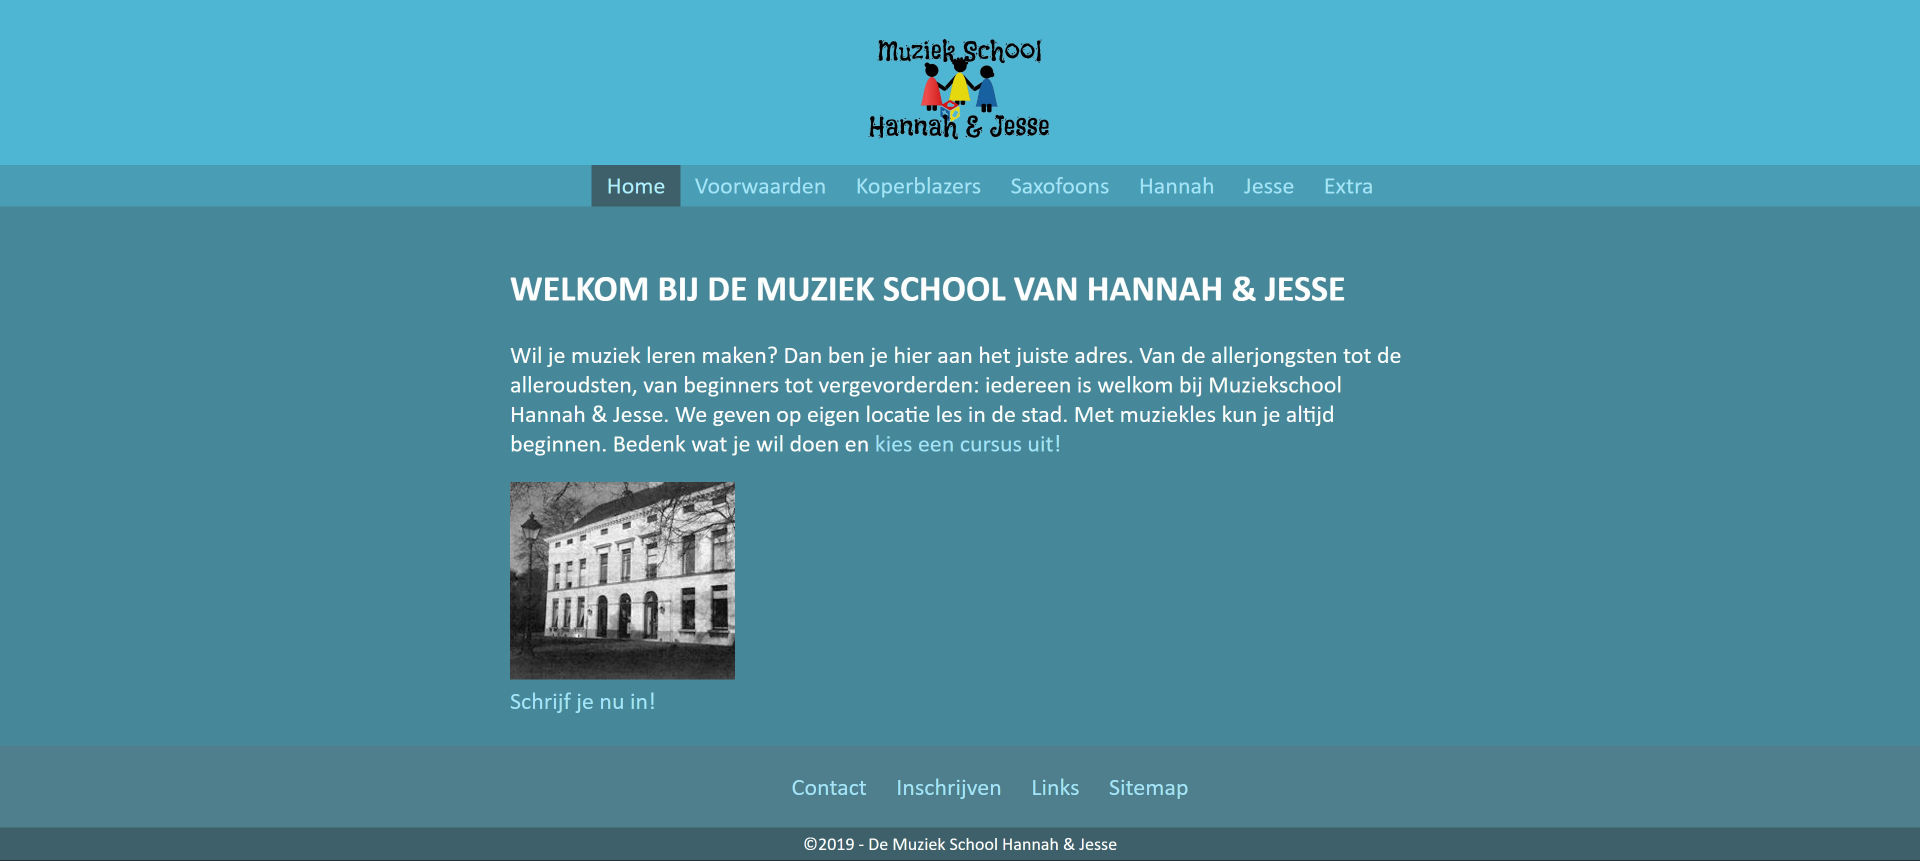 Muziek School
Hannah & Jesse
Home Voorwaarden Koperblazers Saxofoons Hannah Jesse Extra
WELKOM BIJ DE MUZIEK SCHOOL VAN HANNAH & JESSE
Wil je muziek leren maken? Dan ben je hier aan het juiste adres. Van de allerjongsten tot de
alleroudsten, van beginners tot vergevorderden: iedereen is welkom bij Muziekschool
Hannah & Jesse. We geven op eigen locatie les in de stad. Met muziekles kun je altijd
beginnen. Bedenk wat je wil doen en kies een cursus uit!
Schrijf je nu in!
Contact Inschrijven Links Sitemap
©2019 - De Muziek School Hannah & Jesse